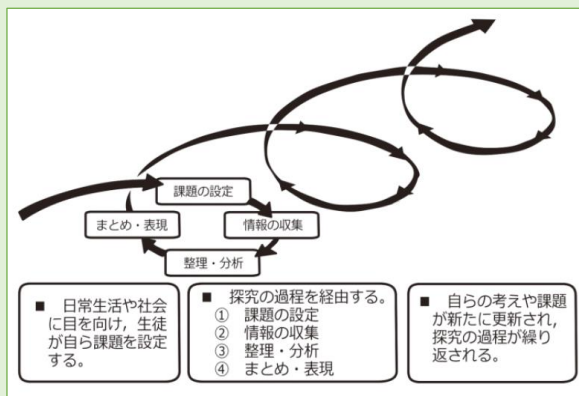 課題の設定
まとめ・表現
情報の収集
整理・分析
■ 日常生活や社会
に目を向け，生徒
が自ら課題を設定
する。
■ 探究の過程を経由する。
① 課題の設定
② 情報の収集
③ 整理・分析
④ まとめ・表現
■ 自らの考えや課題
が新たに更新され，
探究の過程が繰り
返される。